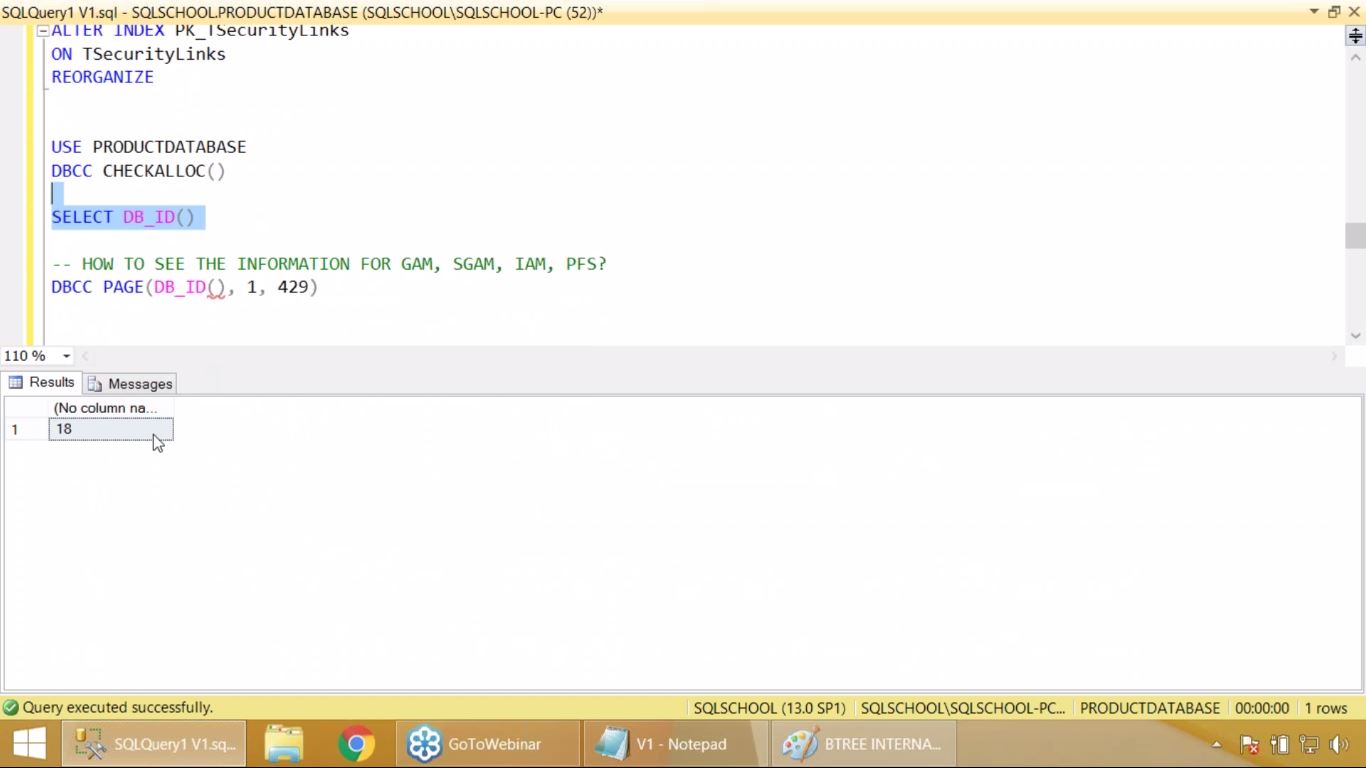 SQLQuery1 V1.sql - SQLSCHOOL.PRODUCTDATABASE (SQLSCHOOL\SQLSCHOOL-PC (52))*
ALTER INDEX PK_TSecurityLinks
ON TSecurityLinks
REORGANIZE
USE PRODUCTDATABASE
DBCC CHECKALLOC()
SELECT DB_ID()
-- HOW TO SEE THE INFORMATION FOR GAM, SGAM, IAM, PFS?
DBCC PAGE(DB_ID(), 1, 429)
110 %
Results Messages
(No column na...
1 18
Query executed successfully. SQLSCHOOL (13.0 SP1) SQLSCHOOL\SQLSCHOOL-PC... PRODUCTDATABASE 00:00:00 1 rows
SQLQuery1 V1.sq... GoToWebinar V1 - Notepad BTREE INTERNA...